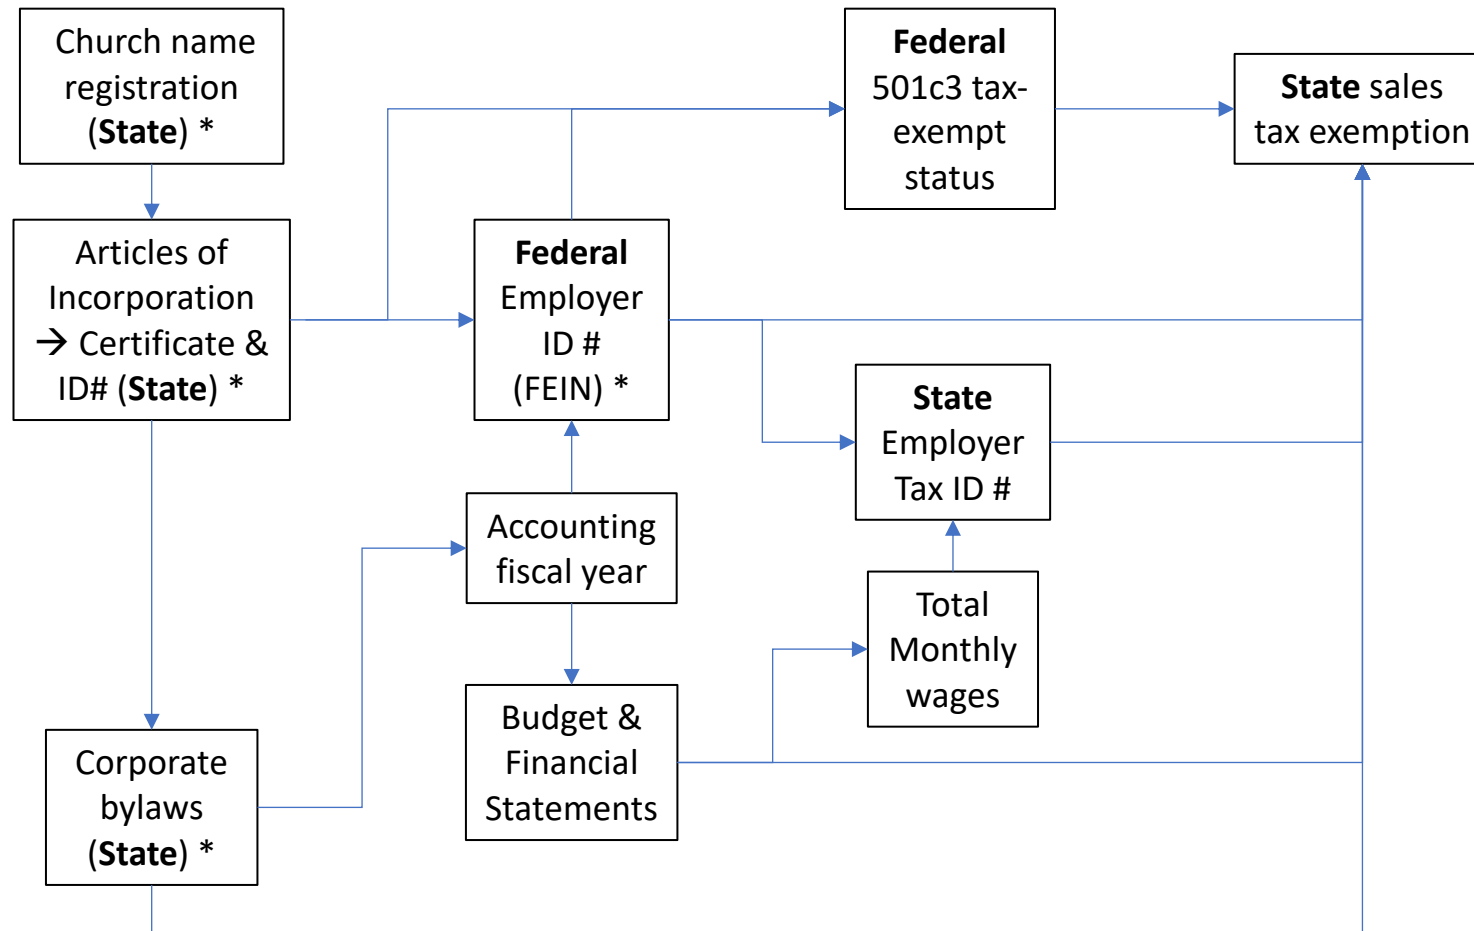 Church name
registration
(State) *
Articles of
Incorporation
→ Certificate &
ID# (State) *
Corporate
bylaws
(State) *
Federal
Employer
ID #
(FEIN) *
Accounting
fiscal year
Budget &
Financial
Statements
Federal
501c3 tax-
exempt
status
State
Employer
Tax ID #
Total
Monthly
wages
State sales
tax exemption